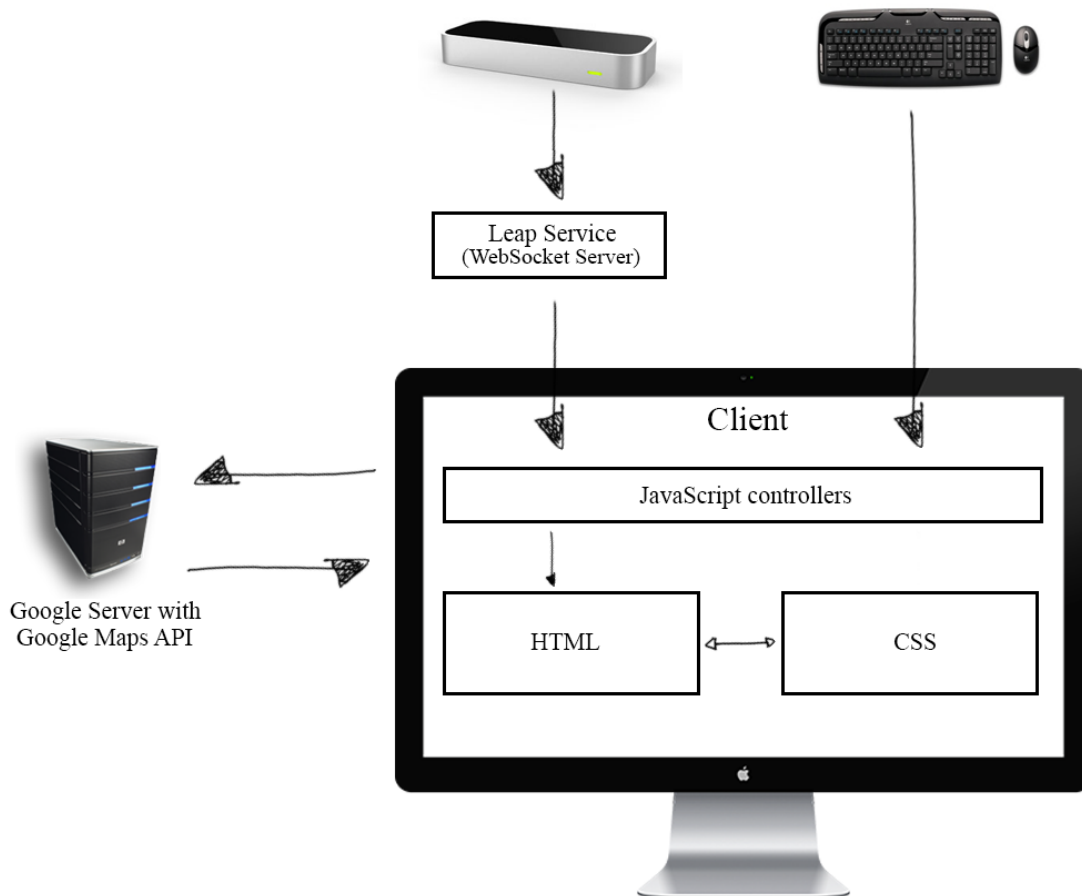 Leap Service
(WebSocket Server)
Client
JavaScript controllers
HTML
CSS
Google Server with
Google Maps API